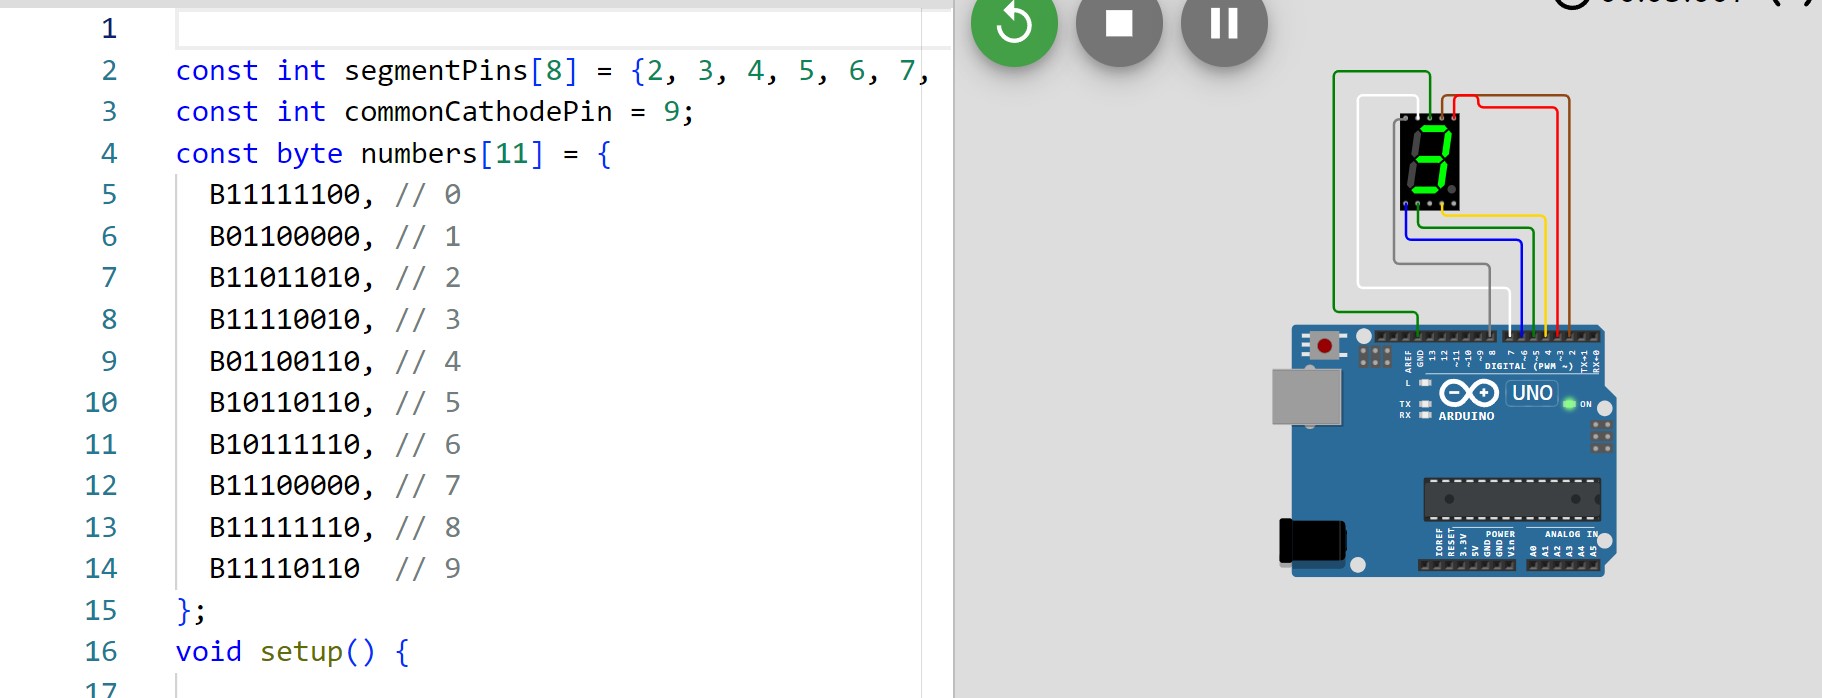 1
2 const int segmentPins[8] = {2, 3, 4, 5, 6, 7,
3 const int commonCathodePin = 9;
4 const byte numbers[11] = {
5 B11111100, // 0
6 B01100000, // 1
7 B11011010, // 2
8 B11110010, // 3
9 B01100110, // 4
10 B10110110, // 5
11 B10111110, // 6
12 B11100000, // 7
13 B11111110, // 8
14 B11110110 // 9
15 };
16 void setup() {
17
3
AREF GND 13 12 ~11 ~10 ~9 8 7 ~6 ~5 4 ~3 2 TX→1 RX←0
DIGITAL (PWM ~)
L
TX
RX
UNO
ON
ARDUINO
POWER
ANALOG IN
IOREF RESET 3.3V 5V GND GND Vin A0 A1 A2 A3 A4 A5